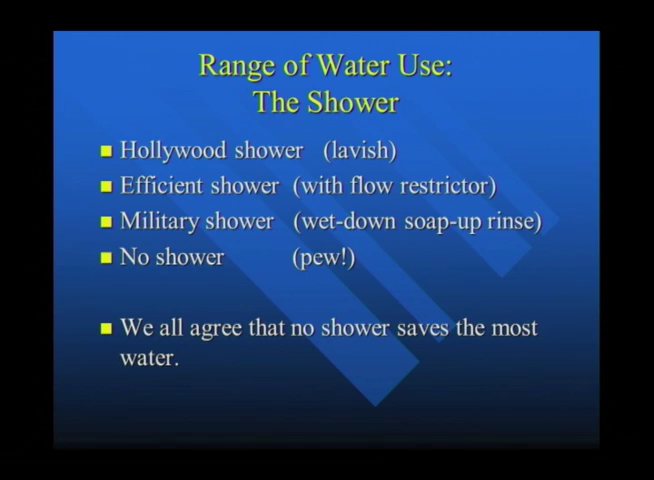 Range of Water Use:
The Shower
Hollywood shower (lavish)
Efficient shower (with flow restrictor)
Military shower (wet-down soap-up rinse)
No shower (pew!)
We all agree that no shower saves the most
water.